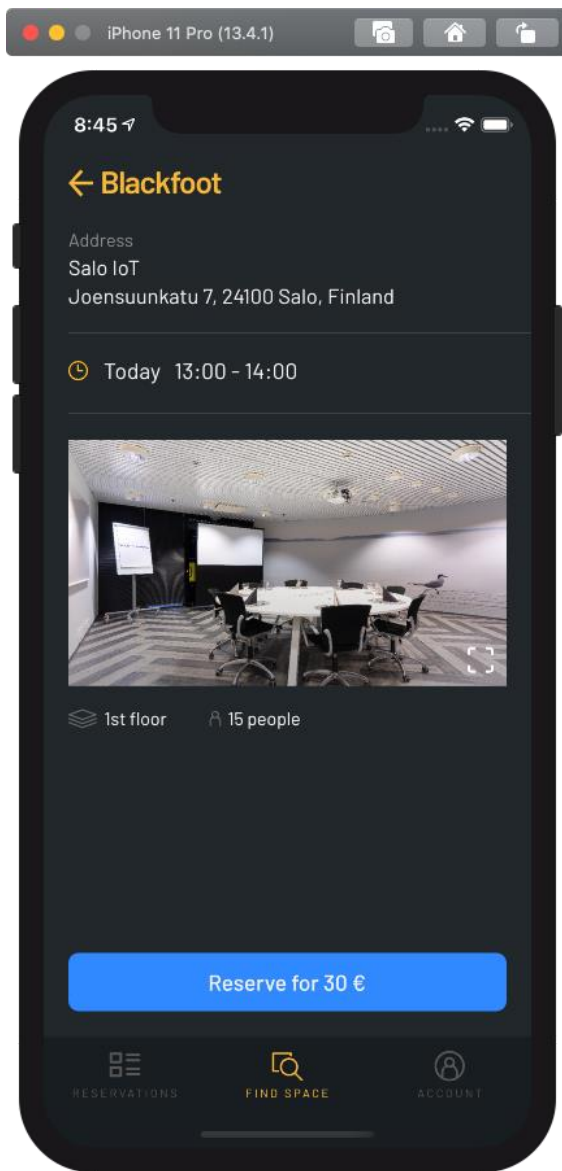 iPhone 11 Pro (13.4.1)
8:45
Blackfoot
Address
Salo IoT
Joensuunkatu 7, 24100 Salo, Finland
Today 13:00 - 14:00
1st floor 15 people
Reserve for 30 €
RESERVATIONS FIND SPACE ACCOUNT